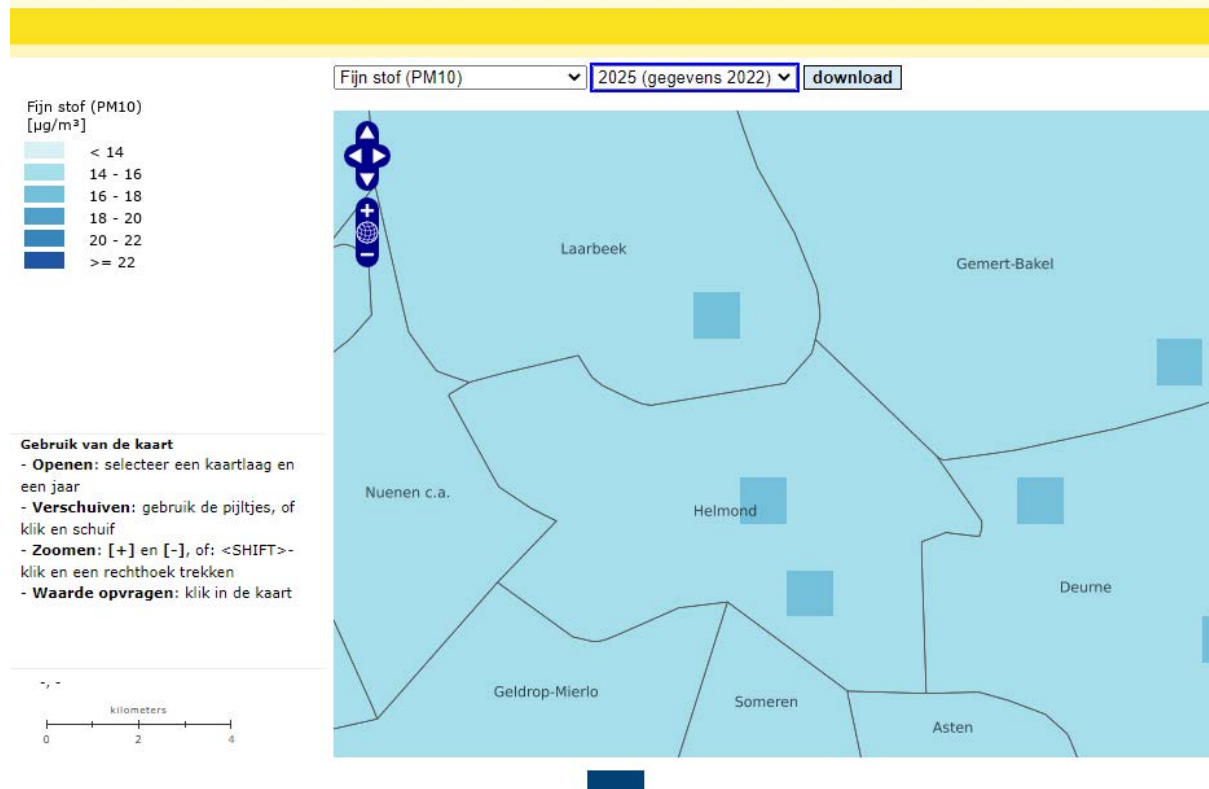 Fijn stof (PM10) 2025 (gegevens 2022) download
Fijn stof (PM10)
[µg/m³]
< 14
14 - 16
16 - 18
18 - 20
20 - 22
>= 22
Gebruik van de kaart
- Openen: selecteer een kaartlaag en
een jaar
- Verschuiven: gebruik de pijltjes, of
klik en schuif
- Zoomen: [+] en [-], of: <SHIFT>-
klik en een rechthoek trekken
- Waarde opvragen: klik in de kaart
-, -
kilometers
0 2 4
Laarbeek
Gemert-Bakel
Nuenen c.a.
Helmond
Deurne
Geldrop-Mierlo
Someren
Asten